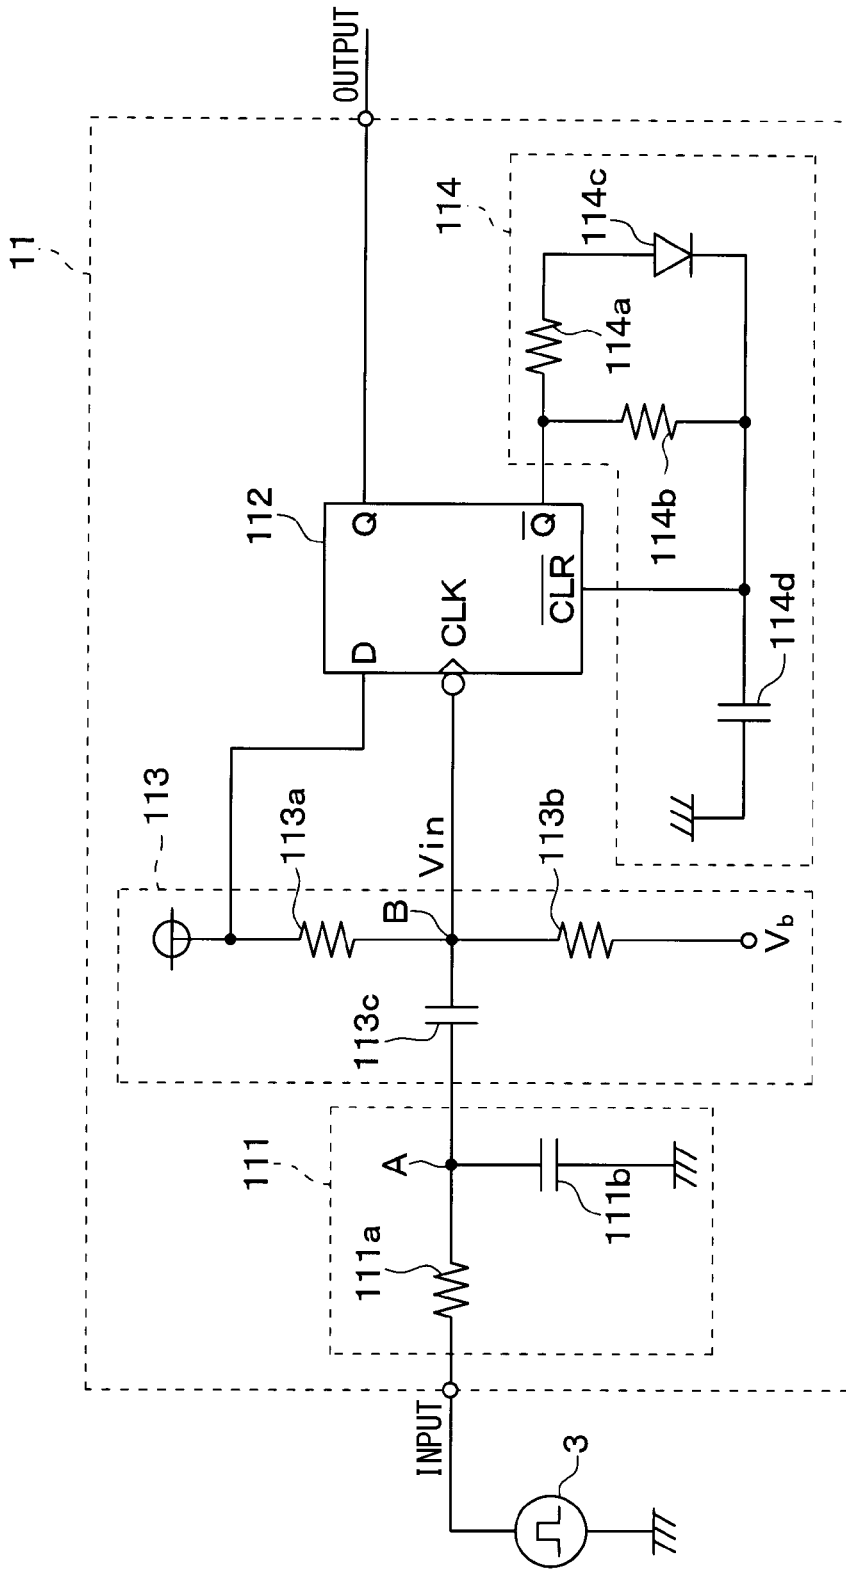 11
OUTPUT
114
114c
114a
114b
112
Q
Q
CLR
D
CLK
114d
113
113a
Vin
113b
B
Vb
113c
111
A
111a
111b
INPUT
3